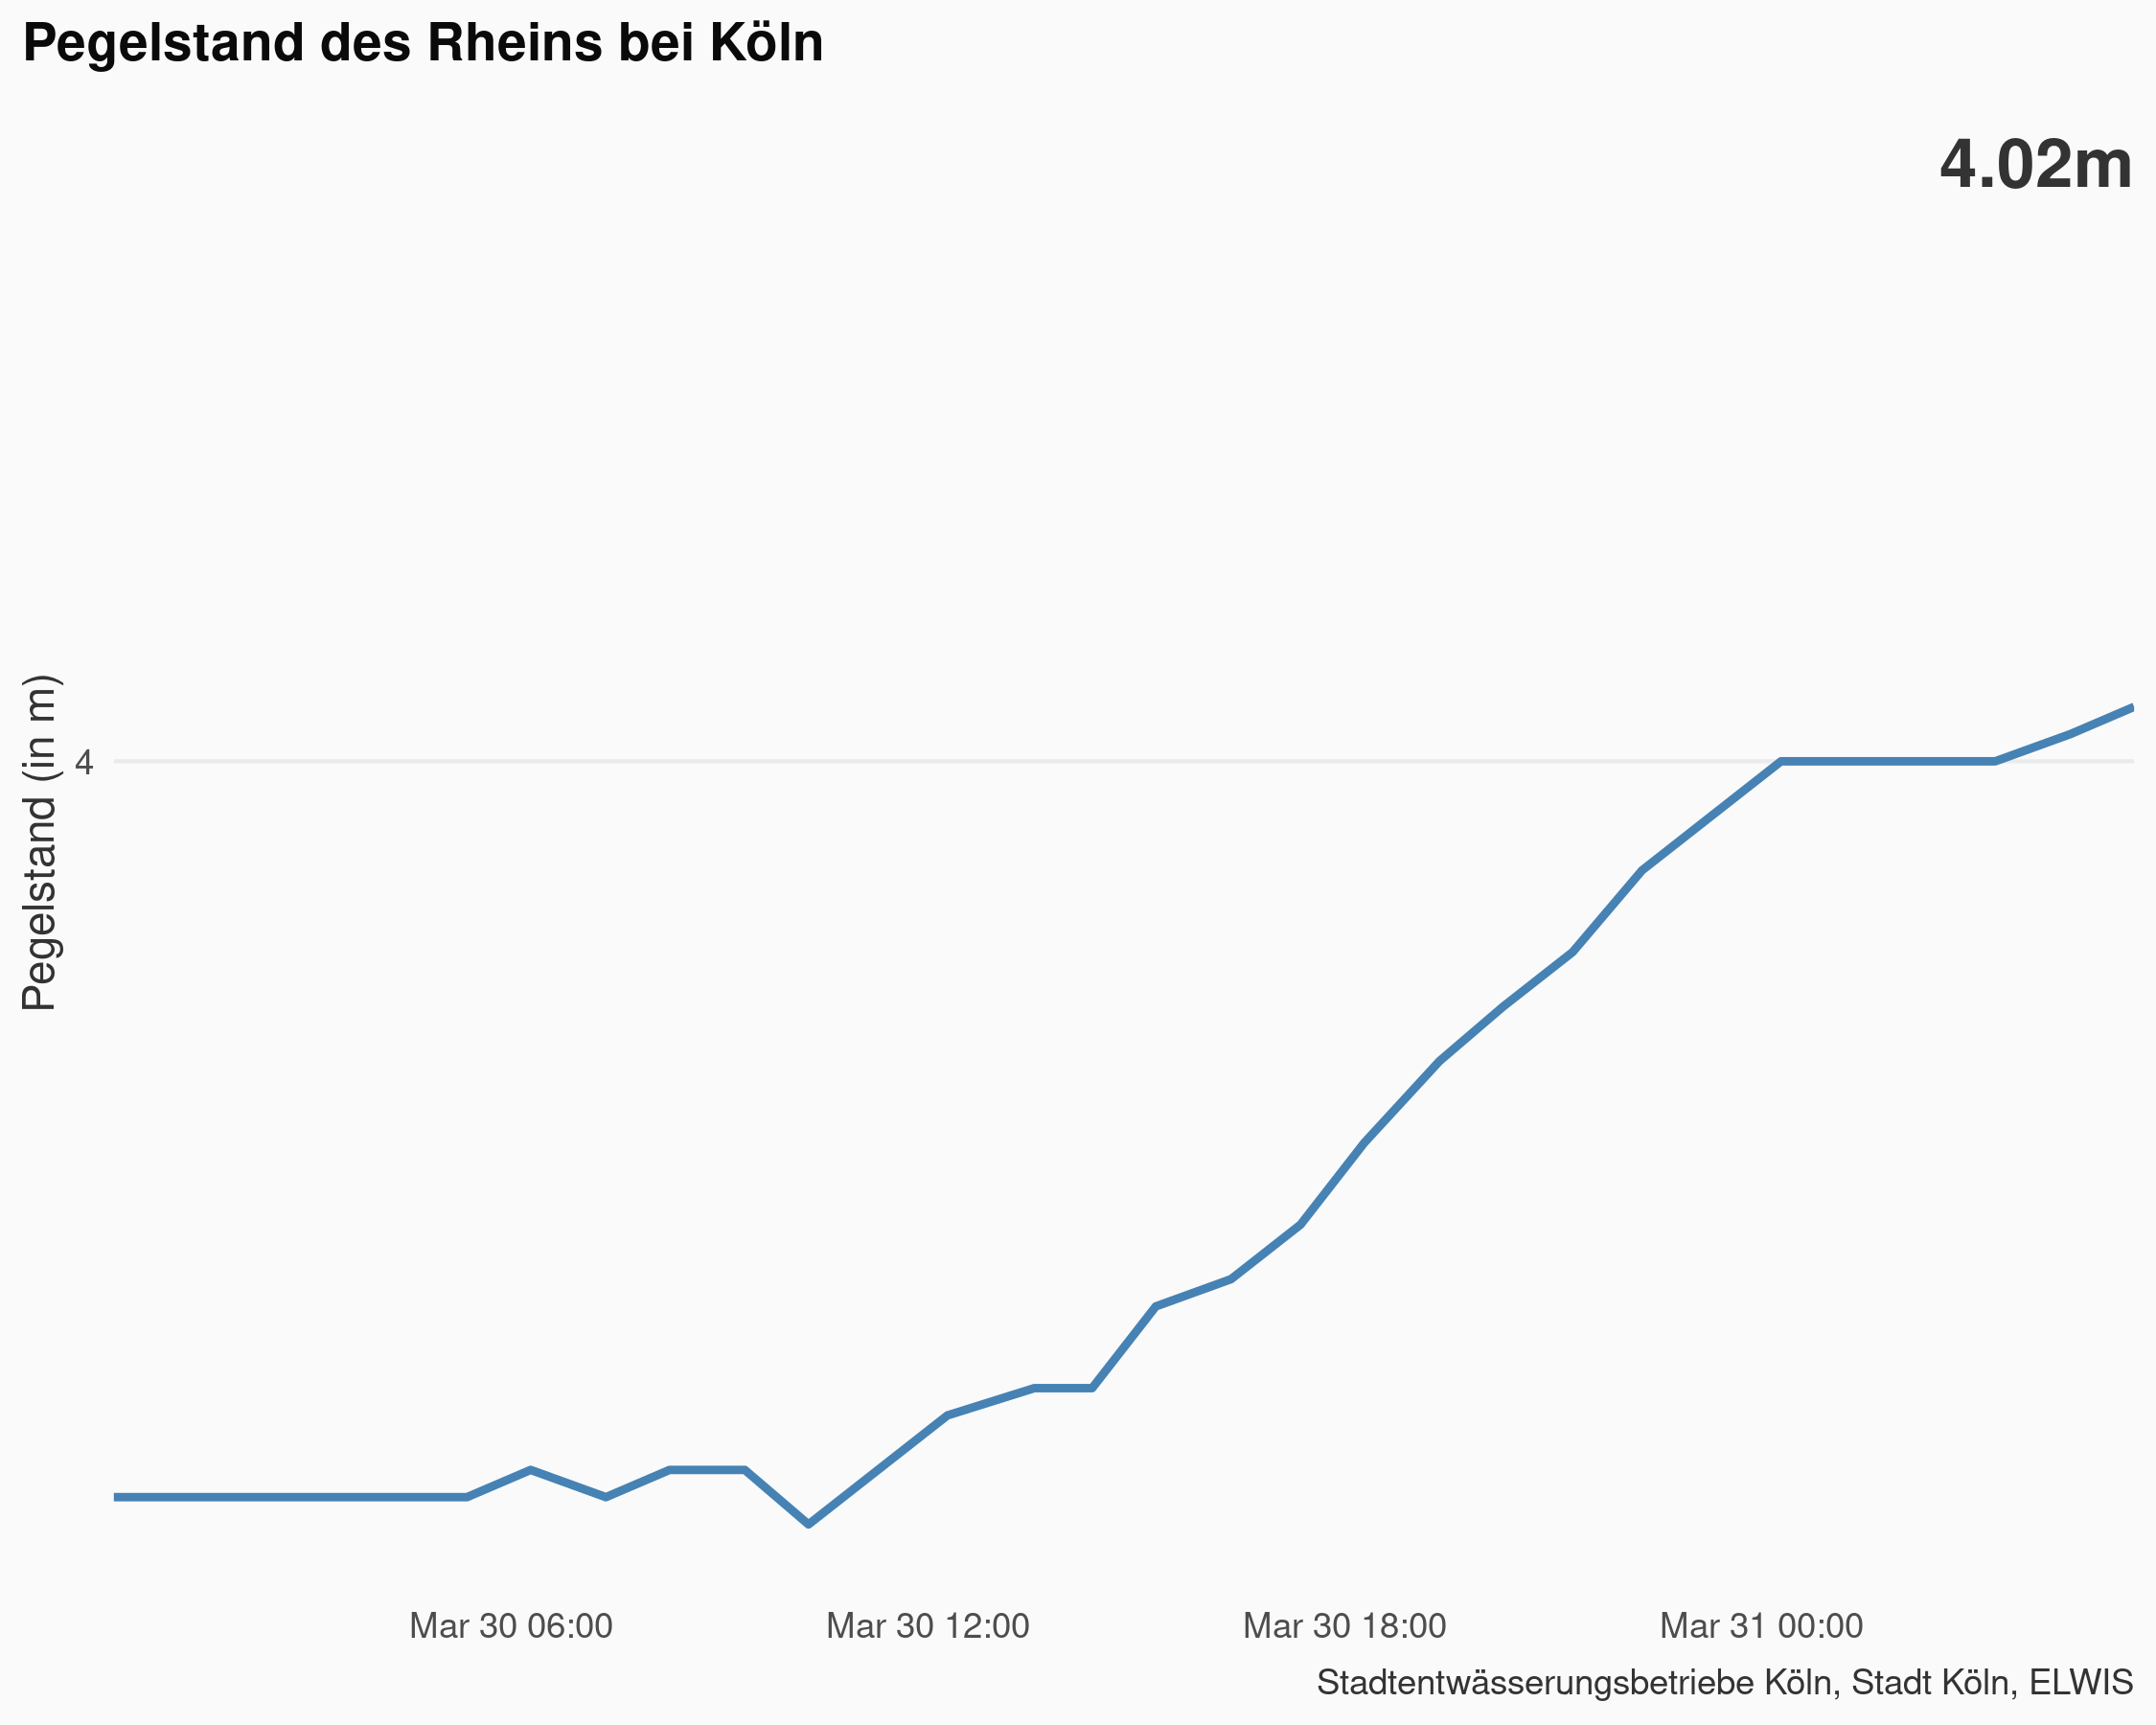 Pegelstand des Rheins bei Köln
4.02m
Pegelstand (in m)
4
Mar 30 06:00
Mar 30 12:00
Mar 30 18:00
Mar 31 00:00
Stadtentwässerungsbetriebe Köln, Stadt Köln, ELWIS